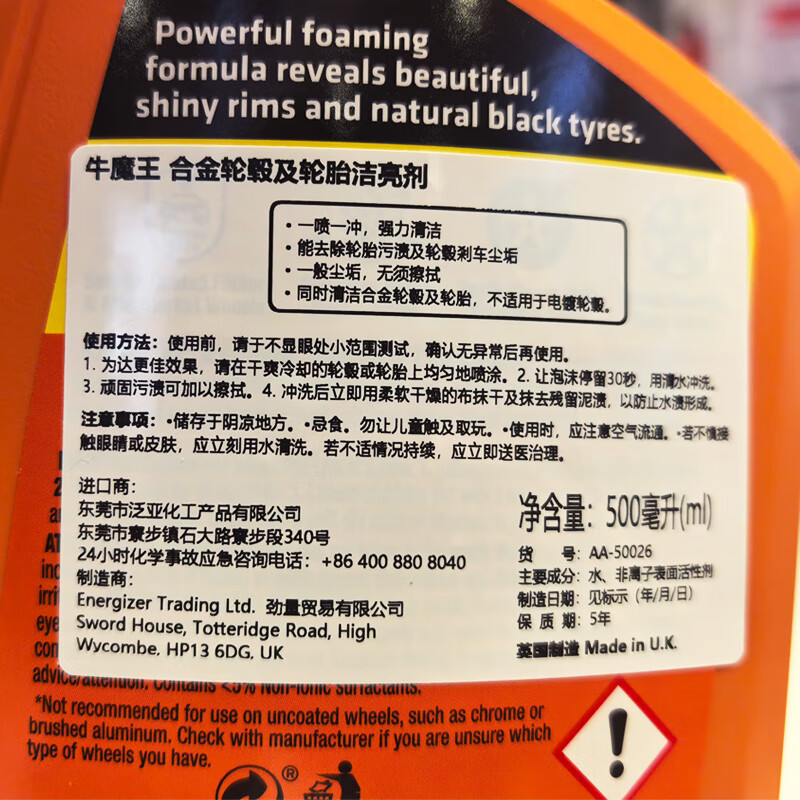 Powerful foaming
formula reveals beautiful,
shiny rims and natural black tyres.
牛魔王 合金轮毂及轮胎洁亮剂
• 一喷一冲，强力清洁
• 能去除轮胎污渍及轮毂刹车尘垢
• 一般尘垢，无须擦拭
• 同时清洁合金轮毂及轮胎，不适用于电镀轮毂。
使用方法：使用前，请于不显眼处小范围测试，确认无异常后再使用。
1. 为达更佳效果，请在干爽冷却的轮毂或轮胎上均匀地喷涂。2. 让泡沫停留30秒，用清水冲洗。
3. 顽固污渍可加以擦拭。4. 冲洗后立即用柔软干燥的布抹干及抹去残留泥渍，以防止水渍形成。
注意事项：•储存于阴凉地方。•忌食。勿让儿童触及取玩。•使用时，应注意空气流通。•若不慎接
触眼睛或皮肤，应立刻用水清洗。若不适情况持续，应立即送医治理。
进口商：
东莞市泛亚化工产品有限公司
东莞市寮步镇石大路寮步段340号
24小时化学事故应急咨询电话：+86 400 880 8040
制造商：
Energizer Trading Ltd. 劲量贸易有限公司
Sword House, Totteridge Road, High
Wycombe, HP13 6DG, UK
净含量：500毫升(ml)
货 号：AA-50026
主要成分：水、非离子表面活性剂
制造日期：见标示（年/月/日）
保 质 期：5年
英国制造 Made in U.K.
advice/attention. Contains <5% Non-ionic surfactants.
*Not recommended for use on uncoated wheels, such as chrome or
brushed aluminum. Check with manufacturer if you are unsure which
type of wheels you have.
®